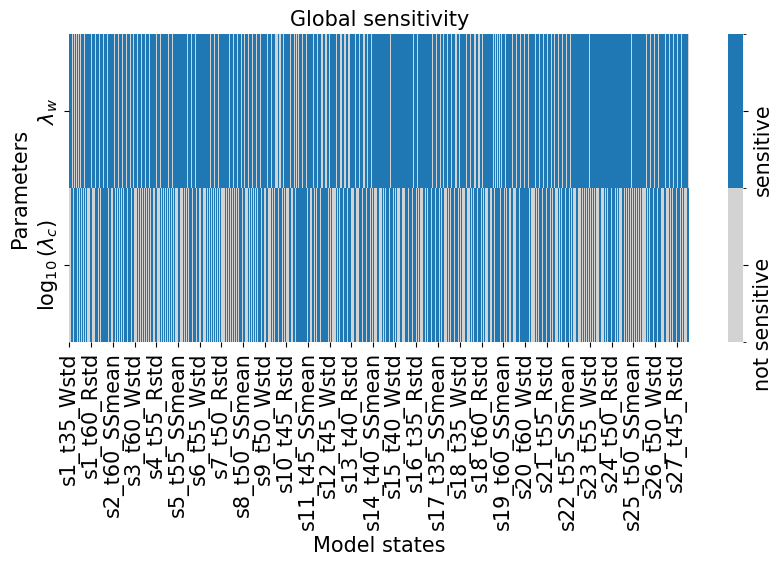 Global sensitivity
Parameters
λ_w
log₁₀(λ_c)
s1_t35_Wstd
s1_t60_Rstd
s2_t60_SSmean
s3_t60_Wstd
s4_t55_Rstd
s5_t55_SSmean
s6_t55_Wstd
s7_t50_Rstd
s8_t50_SSmean
s9_t50_Wstd
s10_t45_Rstd
s11_t45_SSmean
s12_t45_Wstd
s13_t40_Rstd
s14_t40_SSmean
s15_t40_Wstd
s16_t35_Rstd
s17_t35_SSmean
s18_t35_Wstd
s18_t60_Rstd
s19_t60_SSmean
s20_t60_Wstd
s21_t55_Rstd
s22_t55_SSmean
s23_t55_Wstd
s24_t50_Rstd
s25_t50_SSmean
s26_t50_Wstd
s27_t45_Rstd
Model states
sensitive
not sensitive